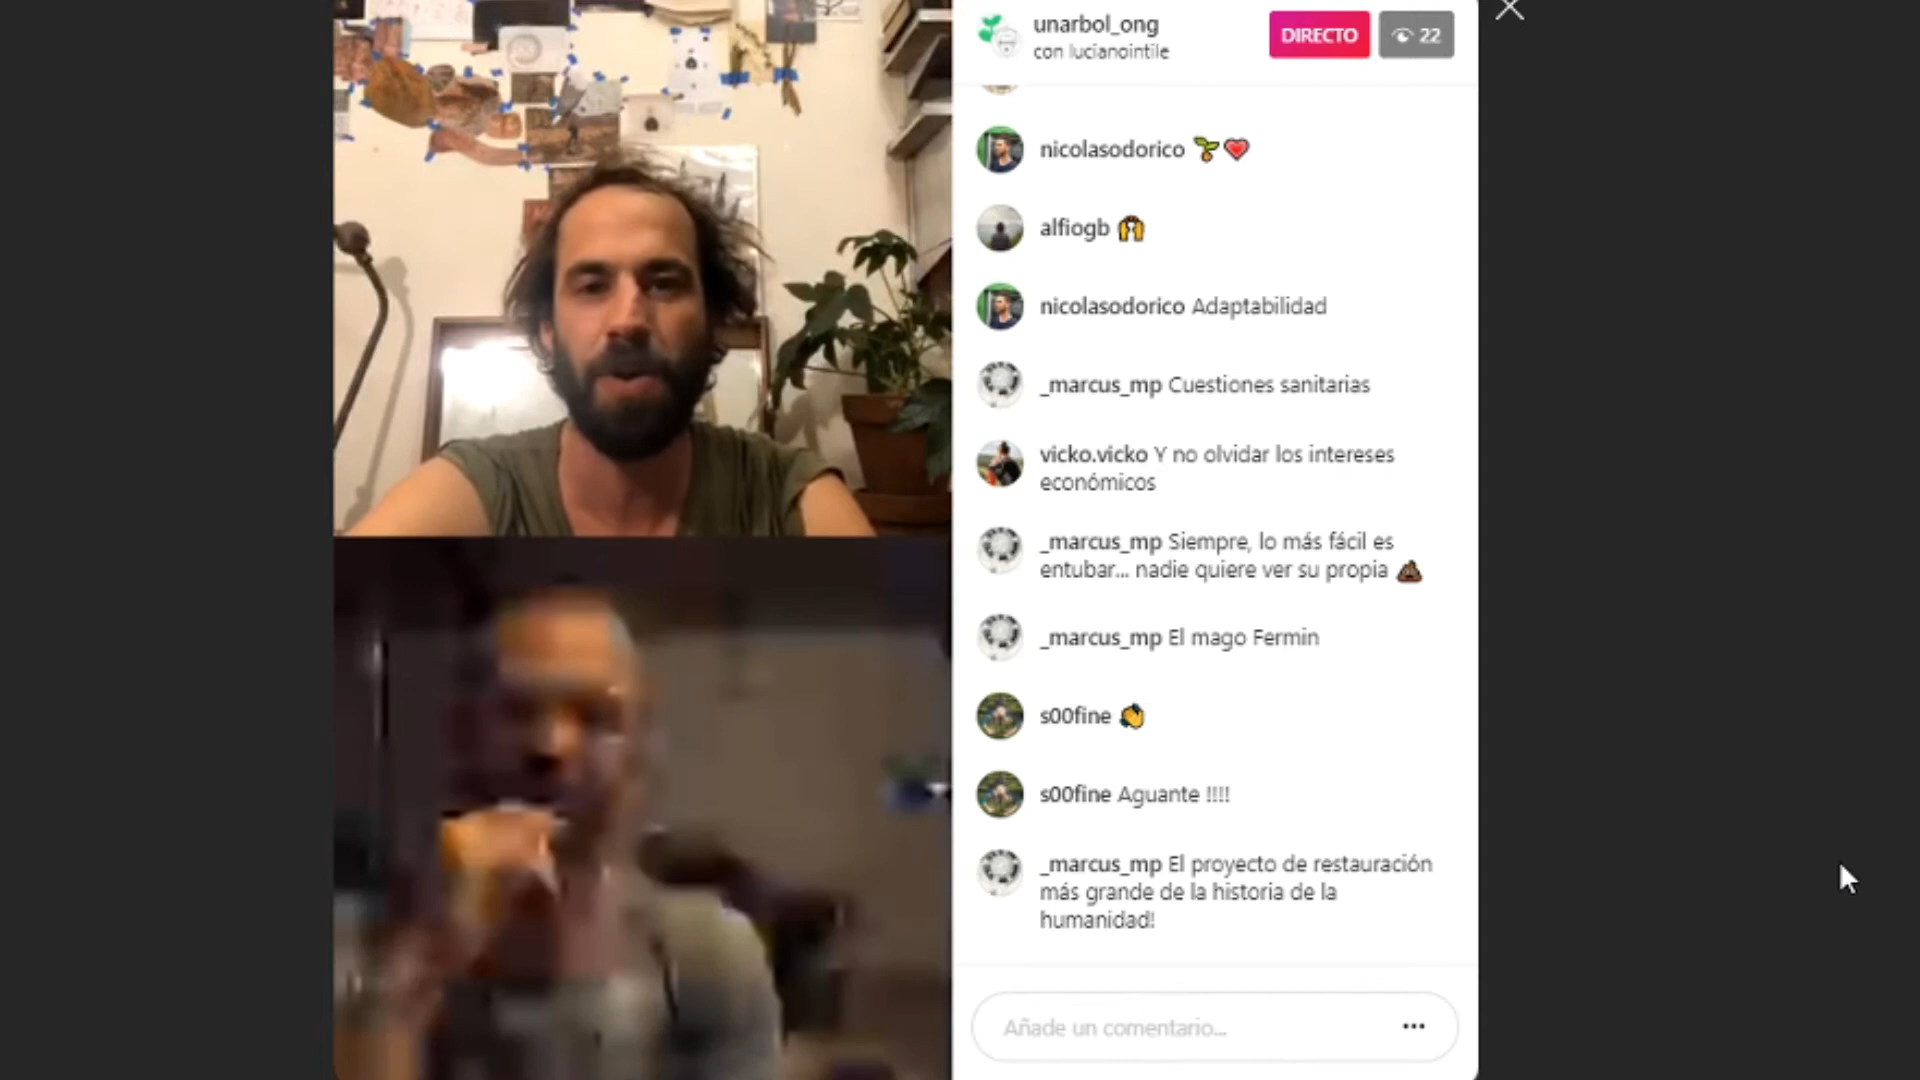 unarbol_ong
con lucianointile
DIRECTO
22
nicolasodorico
alfiogb
nicolasodorico Adaptabilidad
_marcus_mp Cuestiones sanitarias
vicko.vicko Y no olvidar los intereses
económicos
_marcus_mp Siempre, lo más fácil es
entubar... nadie quiere ver su propia 💩
_marcus_mp El mago Fermin
s00fine 👏
s00fine Aguante !!!!
_marcus_mp El proyecto de restauración
más grande de la historia de la
humanidad!
Añade un comentario...